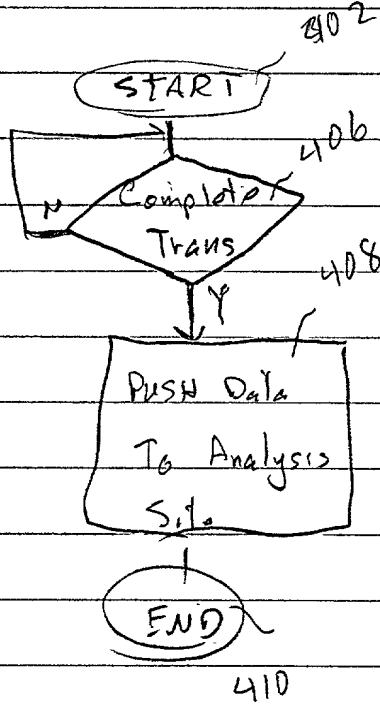 402
START
406
Complete
Trans
N
Y
408
PUSH Data
To Analysis
Site
END
410